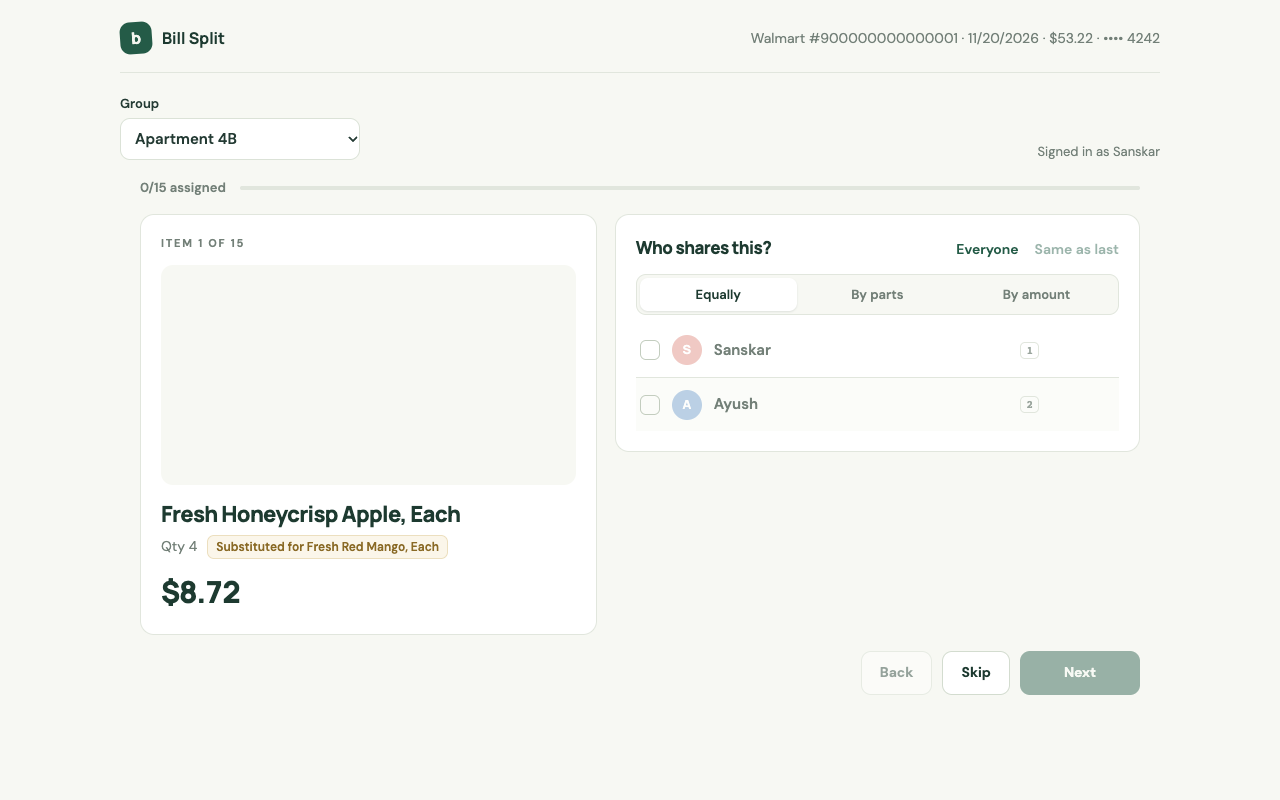 b Bill Split
Walmart #900000000000001 · 11/20/2026 · $53.22 · •••• 4242
Group
Apartment 4B
Signed in as Sanskar
0/15 assigned
ITEM 1 OF 15
Fresh Honeycrisp Apple, Each
Qty 4 Substituted for Fresh Red Mango, Each
$8.72
Who shares this? Everyone Same as last
Equally By parts By amount
S Sanskar 1
A Ayush 2
Back Skip Next